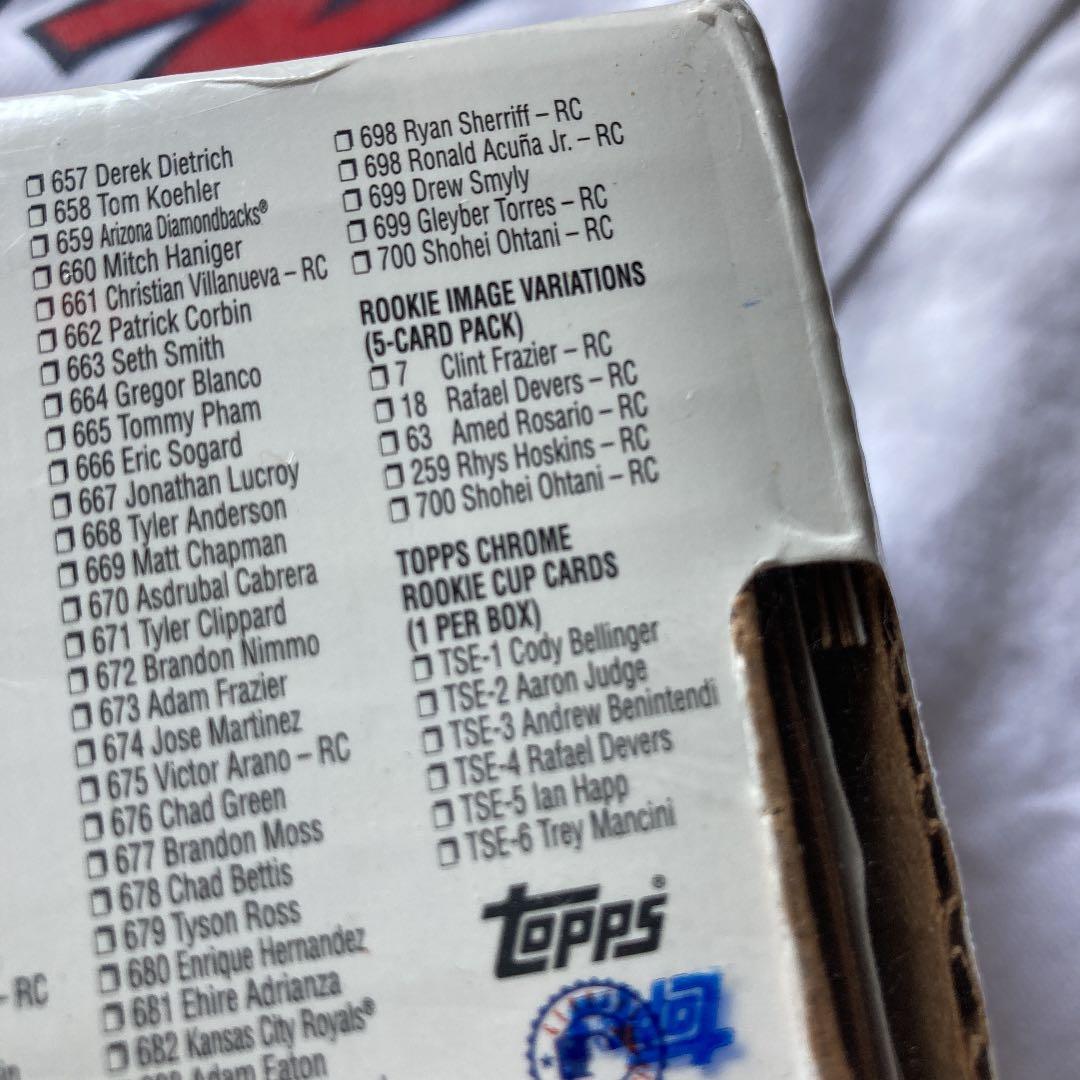 - RC
❒ 657 Derek Dietrich
❒ 658 Tom Koehler
❒ 659 Arizona Diamondbacks®
❒ 660 Mitch Haniger
❒ 661 Christian Villanueva – RC
❒ 662 Patrick Corbin
❒ 663 Seth Smith
❒ 664 Gregor Blanco
❒ 665 Tommy Pham
❒ 666 Eric Sogard
❒ 667 Jonathan Lucroy
❒ 668 Tyler Anderson
❒ 669 Matt Chapman
❒ 670 Asdrubal Cabrera
❒ 671 Tyler Clippard
❒ 672 Brandon Nimmo
❒ 673 Adam Frazier
❒ 674 Jose Martinez
❒ 675 Victor Arano – RC
❒ 676 Chad Green
❒ 677 Brandon Moss
❒ 678 Chad Bettis
❒ 679 Tyson Ross
❒ 680 Enrique Hernandez
❒ 681 Ehire Adrianza
❒ 682 Kansas City Royals®
Adam Eaton
❒ 698 Ryan Sherriff – RC
❒ 698 Ronald Acuña Jr. – RC
❒ 699 Drew Smyly
❒ 699 Gleyber Torres – RC
❒ 700 Shohei Ohtani – RC
ROOKIE IMAGE VARIATIONS
(5-CARD PACK)
❒ 7 Clint Frazier – RC
❒ 18 Rafael Devers – RC
❒ 63 Amed Rosario – RC
❒ 259 Rhys Hoskins – RC
❒ 700 Shohei Ohtani – RC
TOPPS CHROME
ROOKIE CUP CARDS
(1 PER BOX)
❒ TSE-1 Cody Bellinger
❒ TSE-2 Aaron Judge
❒ TSE-3 Andrew Benintendi
❒ TSE-4 Rafael Devers
❒ TSE-5 Ian Happ
❒ TSE-6 Trey Mancini
topps®